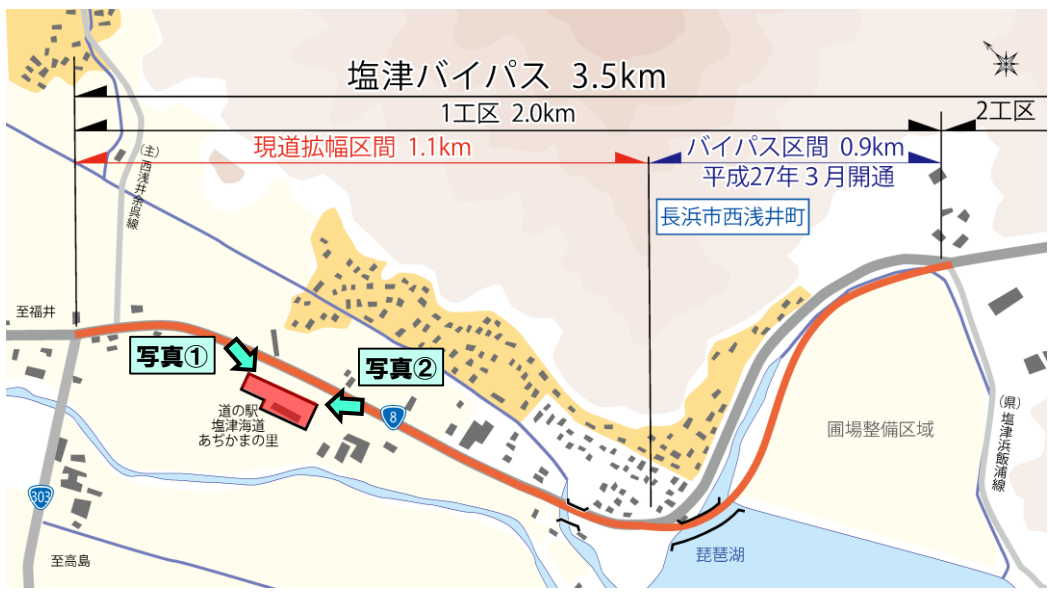 塩津バイパス 3.5km
1工区 2.0km
2工区
現道拡幅区間 1.1km
バイパス区間 0.9km
平成27年3月開通
長浜市西浅井町
(主)西浅井余呉線
至福井
写真①
写真②
道の駅
塩津海道
あぢかまの里
8
圃場整備区域
(県)塩津浜飯浦線
303
至高島
琵琶湖